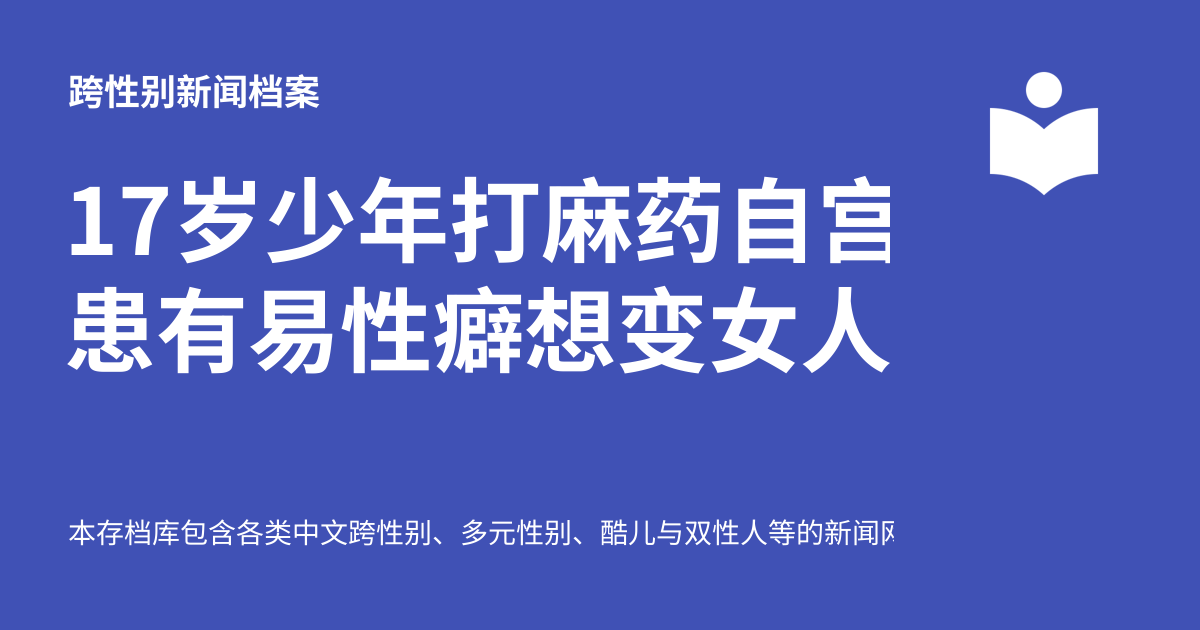 跨性别新闻档案
17岁少年打麻药自宫
患有易性癖想变女人
本存档库包含各类中文跨性别、多元性别、酷儿与双性人等的新闻网